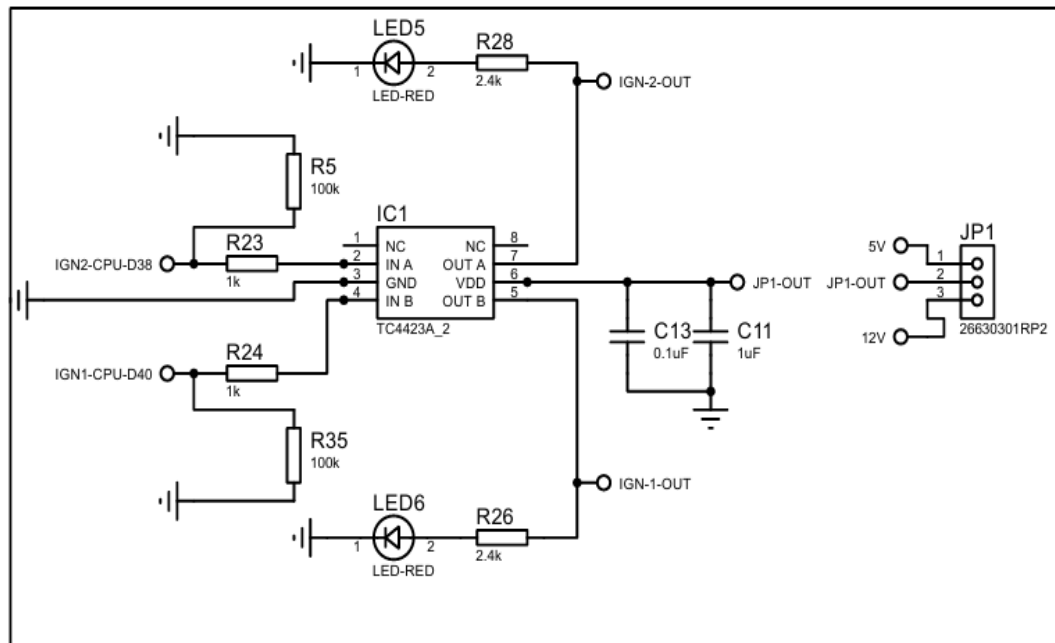 LED5
1
2
LED-RED
R28
2.4k
IGN-2-OUT
R5
100k
IC1
1
NC
NC
8
IGN2-CPU-D38
R23
1k
2
IN A
OUT A
7
3
GND
VDD
6
4
IN B
OUT B
5
TC4423A_2
JP1-OUT
JP1
5V
1
JP1-OUT
2
3
12V
26630301RP2
C13
0.1uF
C11
1uF
IGN1-CPU-D40
R24
1k
R35
100k
IGN-1-OUT
LED6
1
2
LED-RED
R26
2.4k